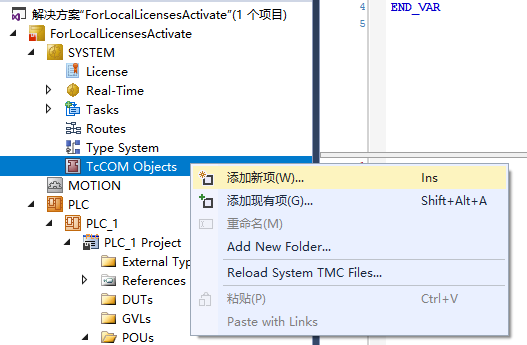 解决方案"ForLocalLicensesActivate"(1 个项目)
ForLocalLicensesActivate
SYSTEM
License
Real-Time
Tasks
Routes
Type System
TcCOM Objects
MOTION
PLC
PLC_1
PLC_1 Project
External Typ
References
DUTs
GVLs
POUs
4 END_VAR
5
添加新项(W)... Ins
添加现有项(G)... Shift+Alt+A
重命名(M)
Add New Folder...
Reload System TMC Files...
粘贴(P) Ctrl+V
Paste with Links